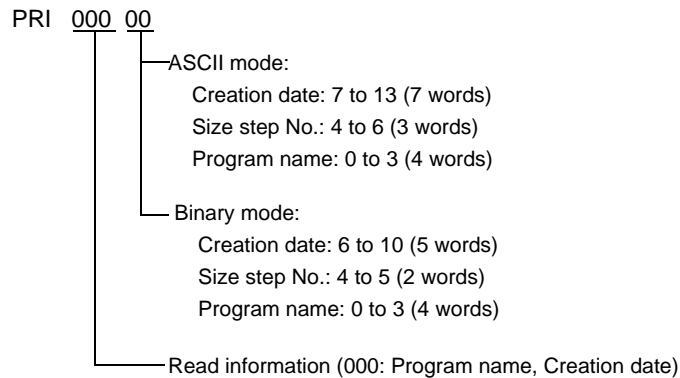 PRI 000 00
ASCII mode:
Creation date: 7 to 13 (7 words)
Size step No.: 4 to 6 (3 words)
Program name: 0 to 3 (4 words)
Binary mode:
Creation date: 6 to 10 (5 words)
Size step No.: 4 to 5 (2 words)
Program name: 0 to 3 (4 words)
Read information (000: Program name, Creation date)